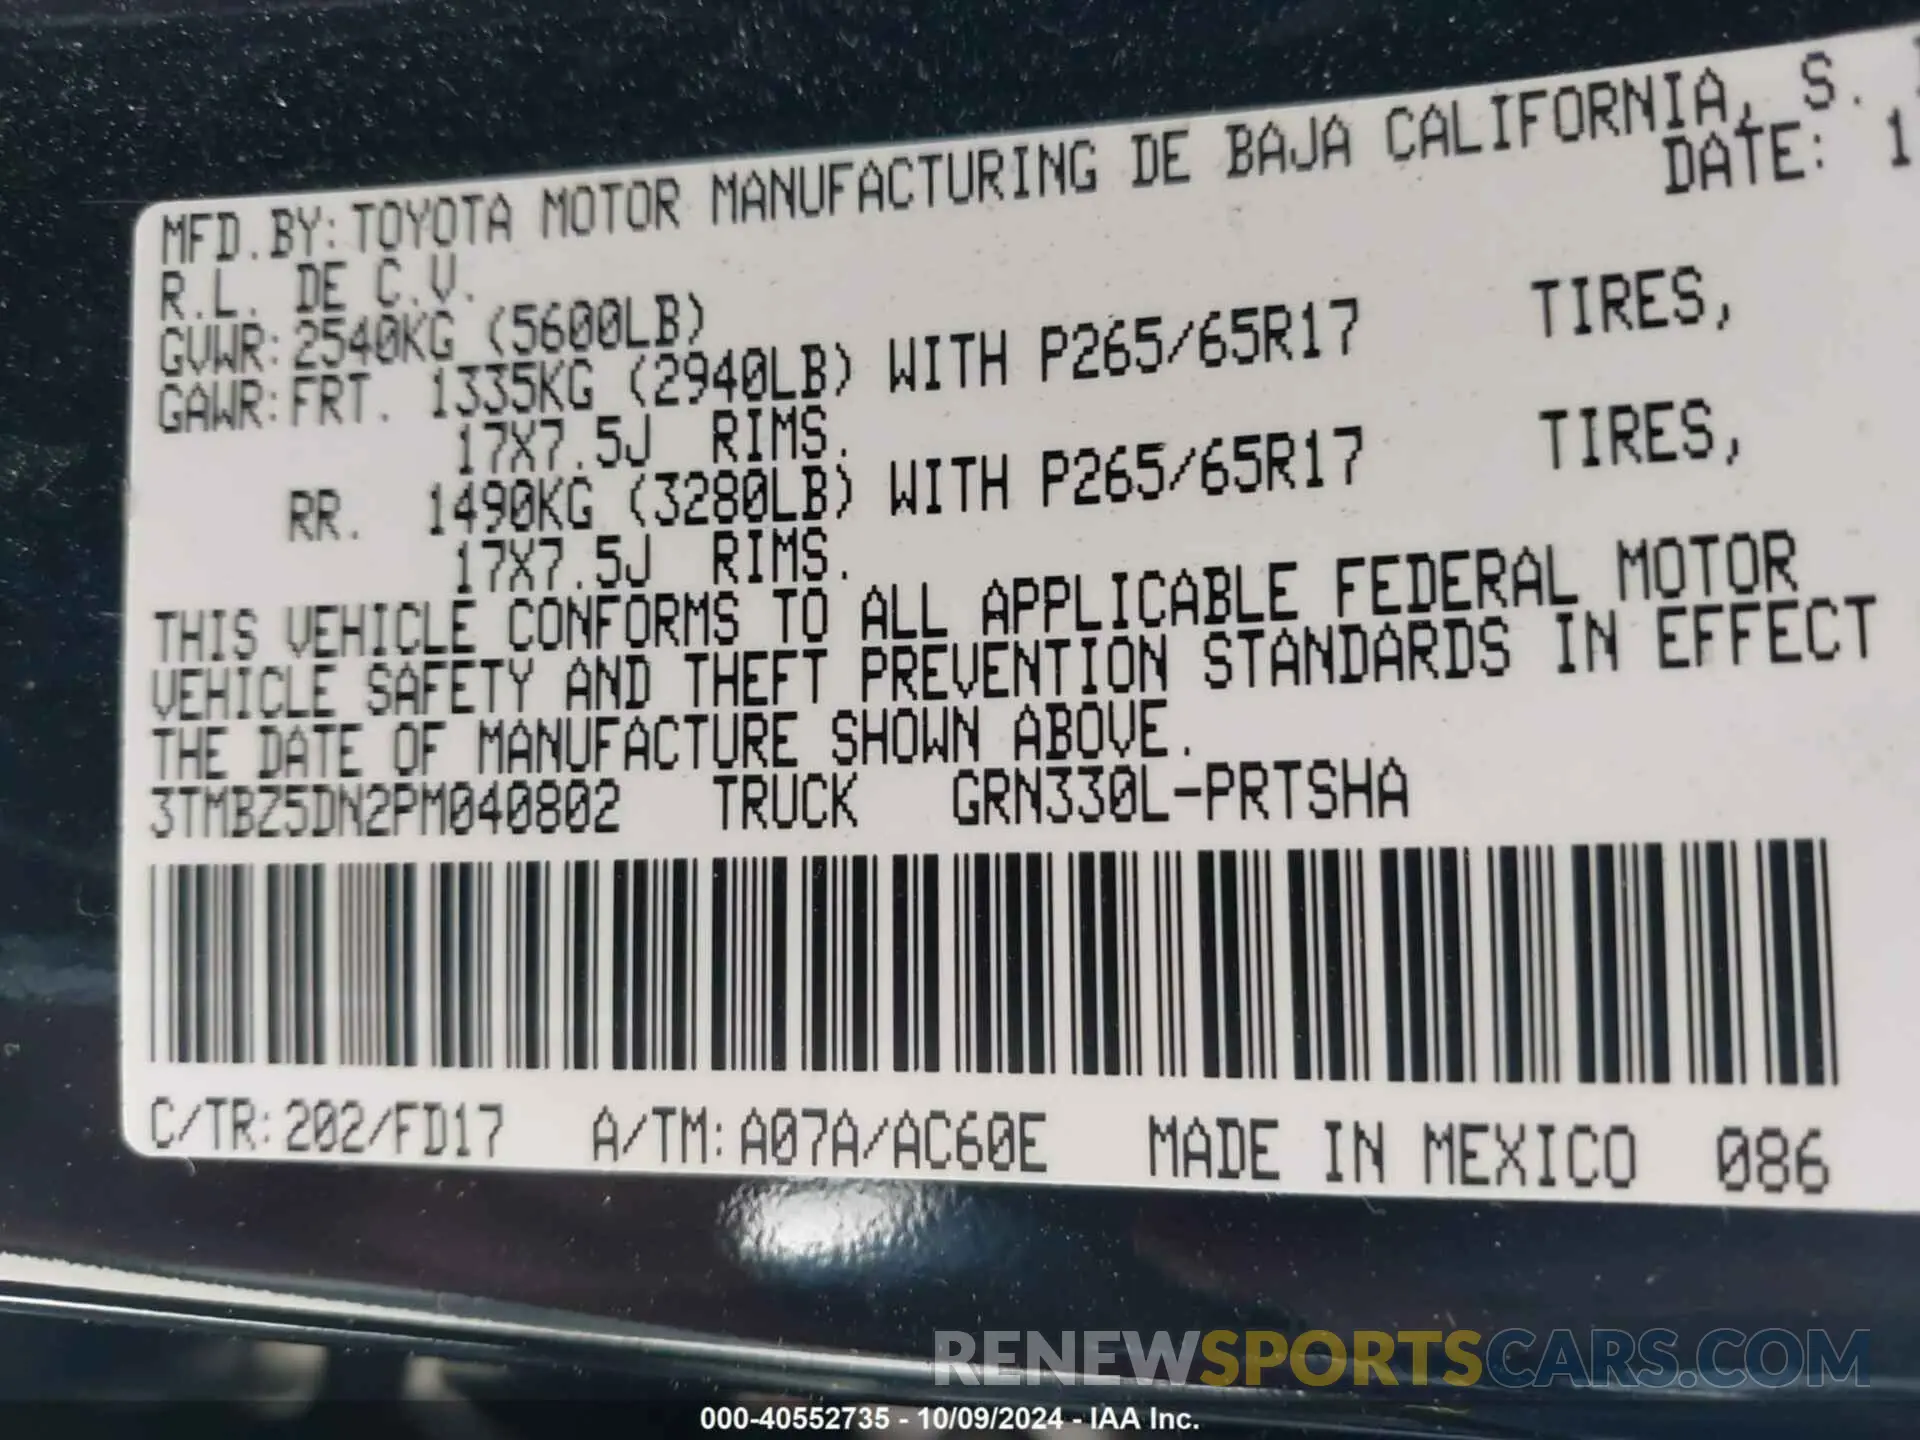 MFD.BY: TOYOTA MOTOR MANUFACTURING DE BAJA CALIFORNIA, S.
R.L. DE C.V. DATE: 1
GVWR: 2540KG (5600LB)
GAWR: FRT. 1335KG (2940LB) WITH P265/65R17 TIRES,
17X7.5J RIMS.
RR. 1490KG (3280LB) WITH P265/65R17 TIRES,
17X7.5J RIMS.
THIS VEHICLE CONFORMS TO ALL APPLICABLE FEDERAL MOTOR
VEHICLE SAFETY AND THEFT PREVENTION STANDARDS IN EFFECT
THE DATE OF MANUFACTURE SHOWN ABOVE.
3TMBZ5DN2PM040802 TRUCK GRN330L-PRTSHA
C/TR: 202/FD17 A/TM: A07A/AC60E MADE IN MEXICO 086
RENEWSPORTSCARS.COM
000-40552735 - 10/09/2024 - IAA Inc.